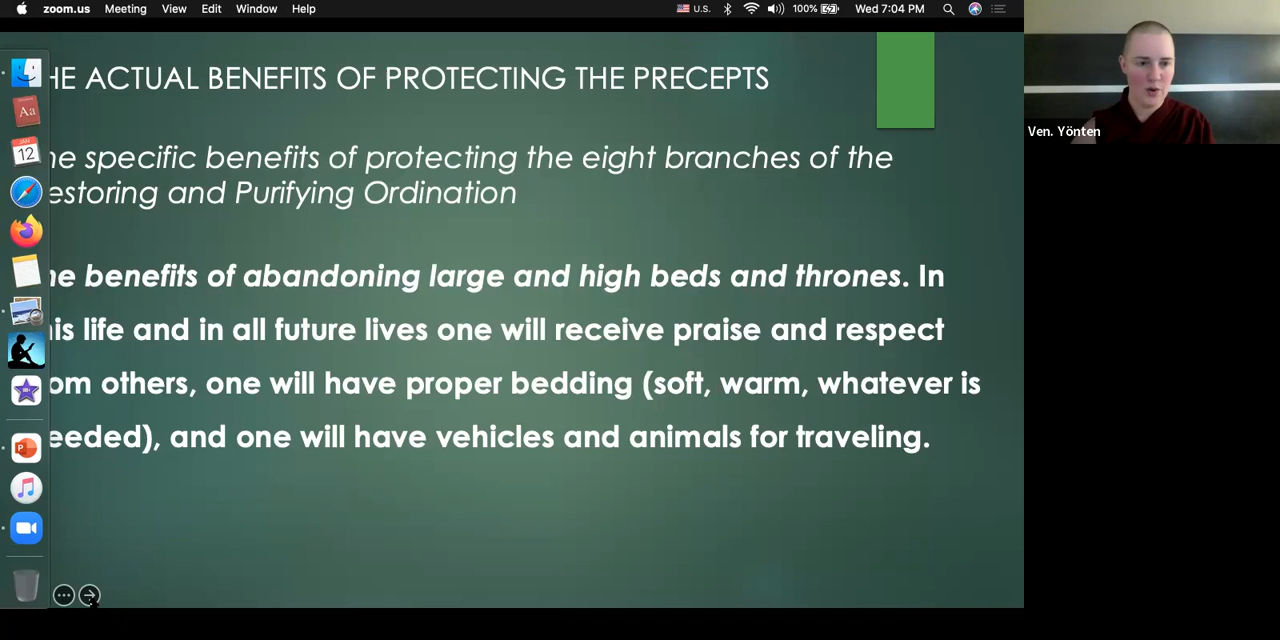 zoom.us Meeting View Edit Window Help U.S. 100% Wed 7:04 PM
HE ACTUAL BENEFITS OF PROTECTING THE PRECEPTS
he specific benefits of protecting the eight branches of the
estoring and Purifying Ordination
he benefits of abandoning large and high beds and thrones. In
his life and in all future lives one will receive praise and respect
om others, one will have proper bedding (soft, warm, whatever is
eeded), and one will have vehicles and animals for traveling.
Ven. Yönten
Aa
JAN
12
P